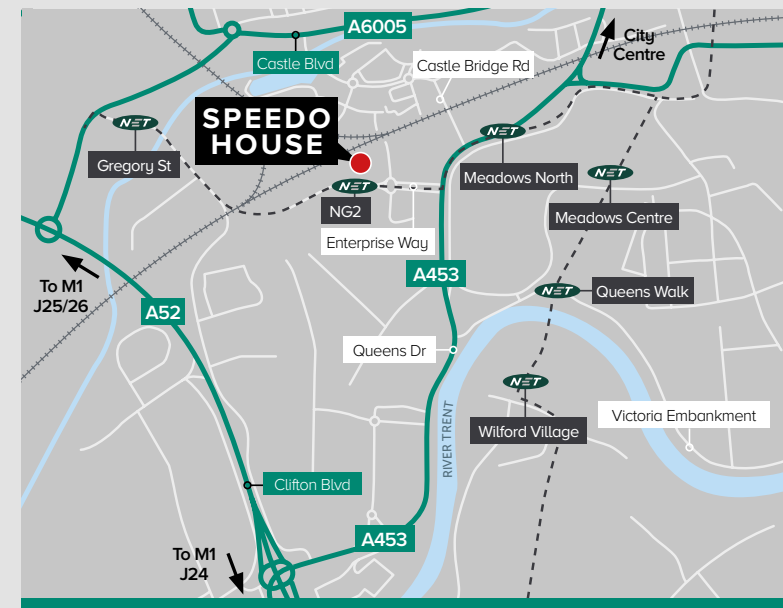 A6005
City
Centre
Castle Blvd
Castle Bridge Rd
SPEEDO
HOUSE
NET
Gregory St
NET
Meadows North
NET
NG2
NET
Meadows Centre
Enterprise Way
To M1
J25/26
A453
NET
Queens Walk
A52
Queens Dr
NET
Wilford Village
Victoria Embankment
RIVER TRENT
Clifton Blvd
A453
To M1
J24